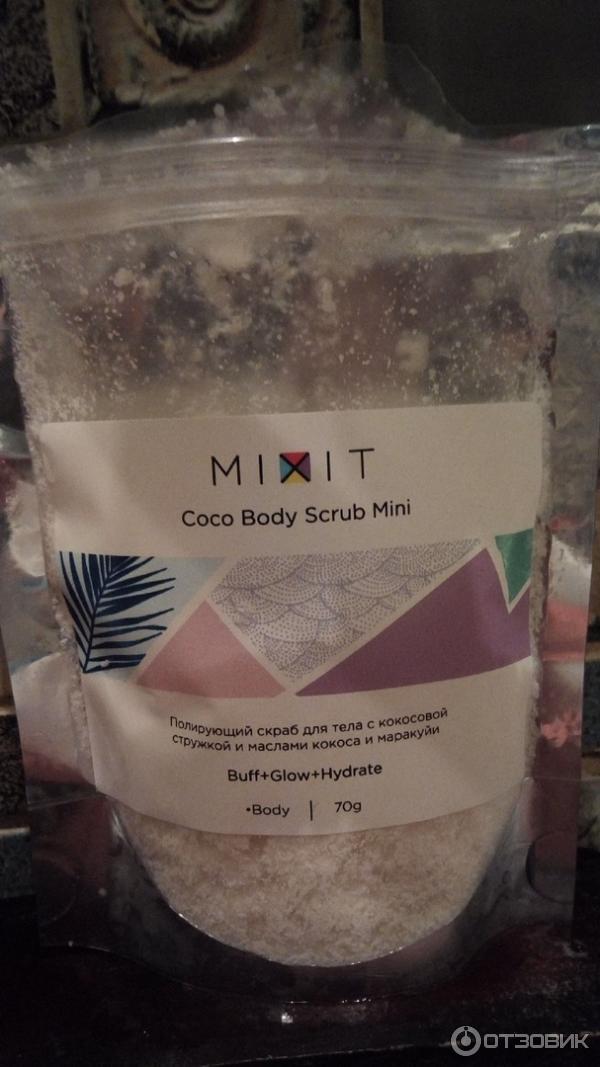 MIXIT
Coco Body Scrub Mini
Полирующий скраб для тела с кокосовой
стружкой и маслами кокоса и маракуйи
Buff+Glow+Hydrate
•Body | 70g
ОТЗОВИК